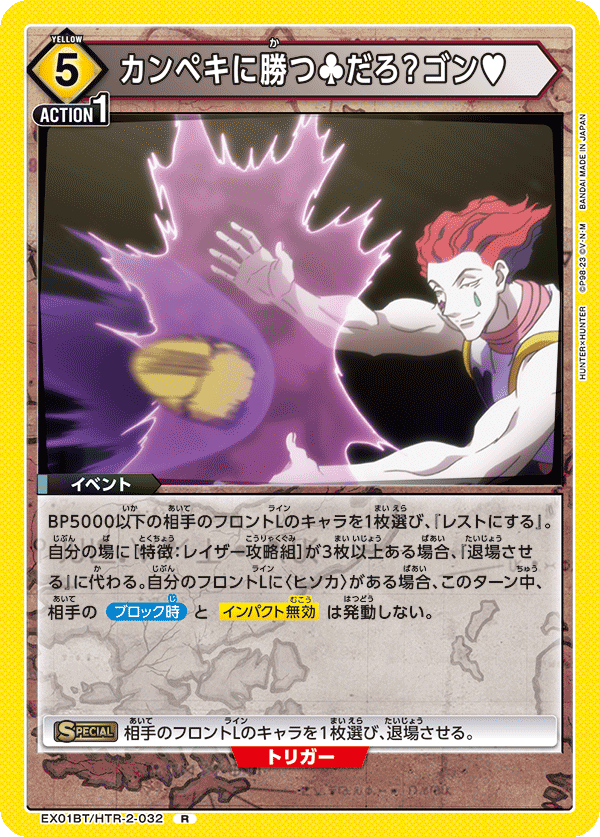 YELLOW
5
ACTION1
カンペキに勝つ♣だろ?ゴン♥
HUNTER×HUNTER ©P98-23 ©V・N・M BANDAI MADE IN JAPAN
イベント
BP5000以下の相手のフロントLのキャラを1枚選び、『レストにする』。
自分の場に[特徴:レイザー攻略組]が3枚以上ある場合、『退場させ
る』に代わる。自分のフロントLに〈ヒソカ〉がある場合、このターン中、
相手の ブロック時 と インパクト無効 は発動しない。
SPECIAL 相手のフロントLのキャラを1枚選び、退場させる。
トリガー
EX01BT/HTR-2-032 R